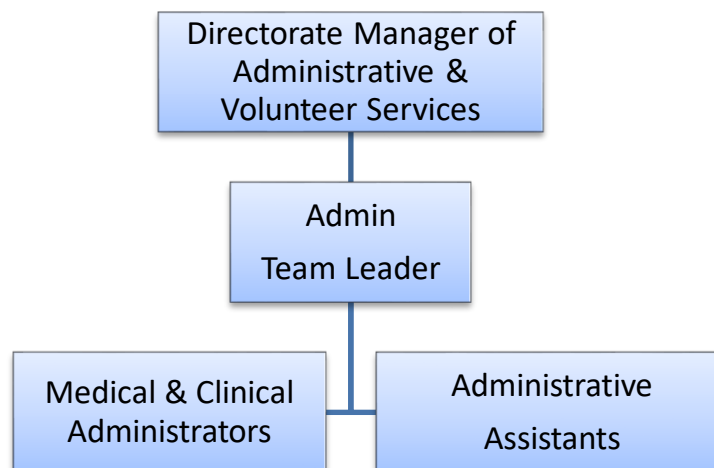 Directorate Manager of
Administrative &
Volunteer Services
Admin
Team Leader
Medical & Clinical
Administrators
Administrative
Assistants